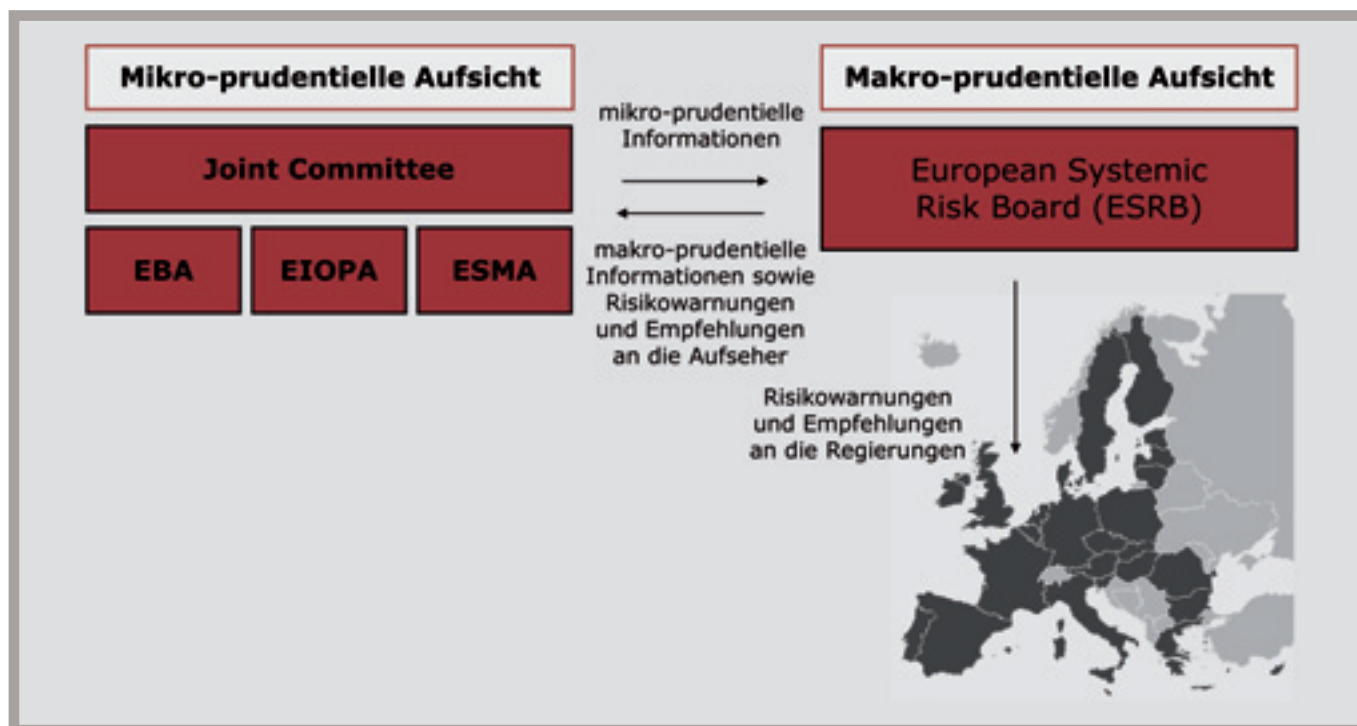 Mikro-prudentielle Aufsicht
Joint Committee
EBA
EIOPA
ESMA
mikro-prudentielle
Informationen
makro-prudentielle
Informationen sowie
Risikowarnungen
und Empfehlungen
an die Aufseher
Makro-prudentielle Aufsicht
European Systemic
Risk Board (ESRB)
Risikowarnungen
und Empfehlungen
an die Regierungen